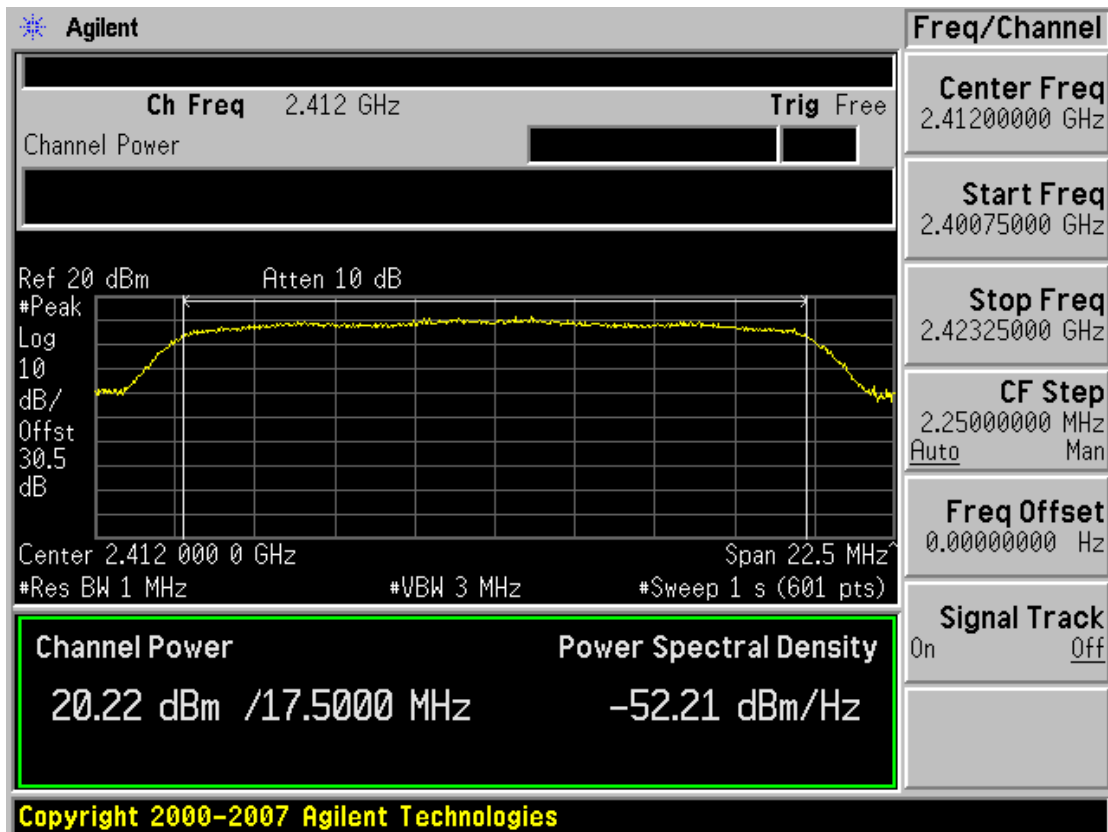 Agilent
Freq/Channel
Ch Freq 2.412 GHz Trig Free
Channel Power
Ref 20 dBm Atten 10 dB
#Peak
Log
10
dB/
Offst
30.5
dB
Center 2.412 000 0 GHz Span 22.5 MHz^
#Res BW 1 MHz #VBW 3 MHz #Sweep 1 s (601 pts)
Channel Power Power Spectral Density
20.22 dBm /17.5000 MHz -52.21 dBm/Hz
Center Freq
2.41200000 GHz
Start Freq
2.40075000 GHz
Stop Freq
2.42325000 GHz
CF Step
2.25000000 MHz
Auto Man
Freq Offset
0.00000000 Hz
Signal Track
On Off
Copyright 2000-2007 Agilent Technologies